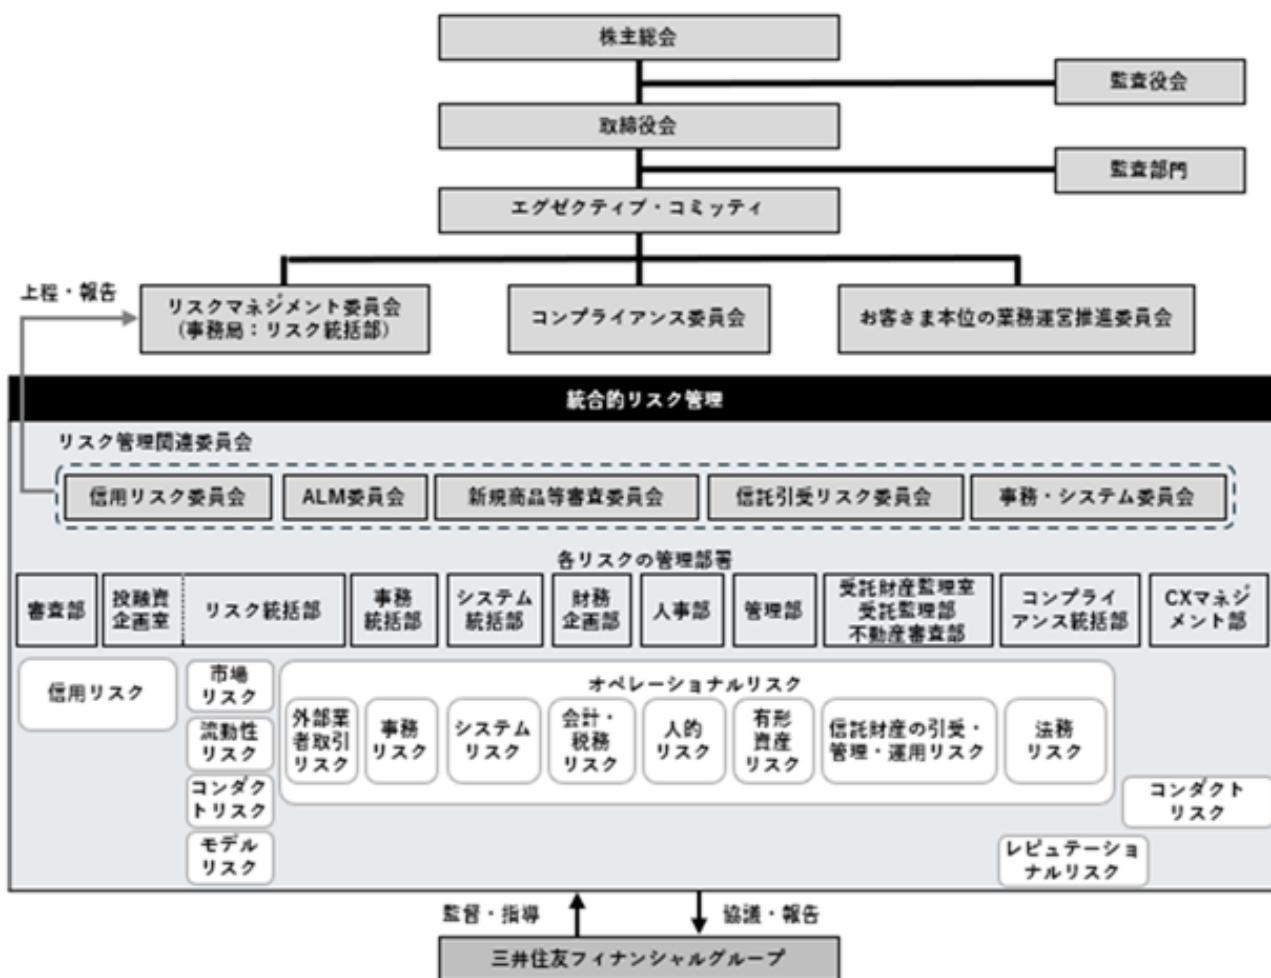 株主総会
監査役会
取締役会
監査部門
エグゼクティブ・コミッティ
上程・報告
リスクマネジメント委員会
(事務局：リスク統括部)
コンプライアンス委員会
お客さま本位の業務運営推進委員会
統合的リスク管理
リスク管理関連委員会
信用リスク委員会
ALM委員会
新規商品等審査委員会
信託引受リスク委員会
事務・システム委員会
各リスクの管理部署
審査部
投融資
企画室
リスク統括部
事務
統括部
システム
統括部
財務
企画部
人事部
管理部
受託財産監理室
受託監理部
不動産審査部
コンプライ
アンス統括部
CXマネジ
メント部
信用リスク
市場
リスク
流動性
リスク
コンダク
トリスク
モデル
リスク
オペレーショナルリスク
外部業
者取引
リスク
事務
リスク
システム
リスク
会計・
税務
リスク
人的
リスク
有形
資産
リスク
信託財産の引受・
管理・運用リスク
法務
リスク
コンダクト
リスク
レピュテーショ
ナルリスク
監督・指導
協議・報告
三井住友フィナンシャルグループ